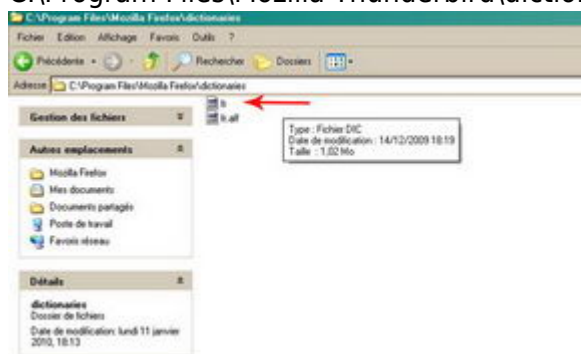 C:\Program Files\Mozilla Thunderbird\diction
C:\Program Files\Mozilla Firefox\dictionaries
Fichier Edition Affichage Favoris Outils ?
Précédente Rechercher Dossiers
Adresse C:\Program Files\Mozilla Firefox\dictionaries
Gestion des fichiers
fr
fr.aff
Type : Fichier DIC
Date de modification : 14/12/2009 18:19
Taille : 1,02 Mo
Autres emplacements
Mozilla Firefox
Mes documents
Documents partagés
Poste de travail
Favoris réseau
Détails
dictionaries
Dossier de fichiers
Date de modification: lundi 11 janvier
2010, 18:13